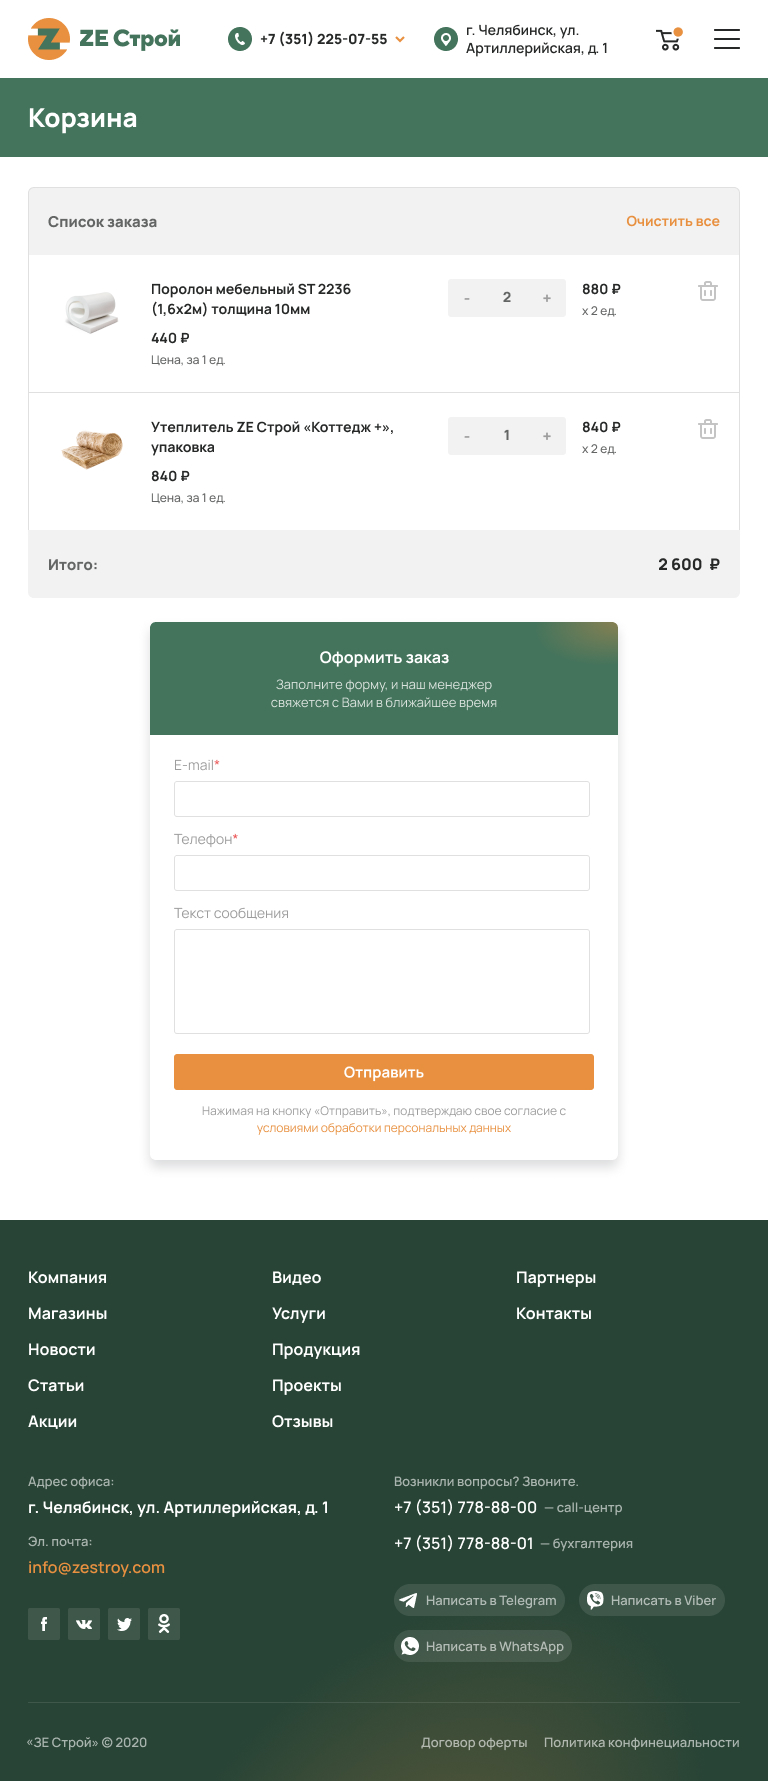 ZE Строй
+7 (351) 225-07-55
г. Челябинск, ул.
Артиллерийская, д. 1
Корзина
Список заказа
Очистить все
Поролон мебельный ST 2236
(1,6х2м) толщина 10мм
440 ₽
Цена, за 1 ед.
- 2 +
880 ₽
х 2 ед.
Утеплитель ZE Строй «Коттедж +»,
упаковка
840 ₽
Цена, за 1 ед.
- 1 +
840 ₽
х 2 ед.
Итого:
2 600 ₽
Оформить заказ
Заполните форму, и наш менеджер
свяжется с Вами в ближайшее время
E-mail*
Телефон*
Текст сообщения
Отправить
Нажимая на кнопку «Отправить», подтверждаю свое согласие с
условиями обработки персональных данных
Компания
Магазины
Новости
Статьи
Акции
Видео
Услуги
Продукция
Проекты
Отзывы
Партнеры
Контакты
Адрес офиса:
г. Челябинск, ул. Артиллерийская, д. 1
Эл. почта:
info@zestroy.com
Возникли вопросы? Звоните.
+7 (351) 778-88-00 — call-центр
+7 (351) 778-88-01 — бухгалтерия
Написать в Telegram
Написать в Viber
Написать в WhatsApp
«ЗЕ Строй» © 2020
Договор оферты
Политика конфинециальности